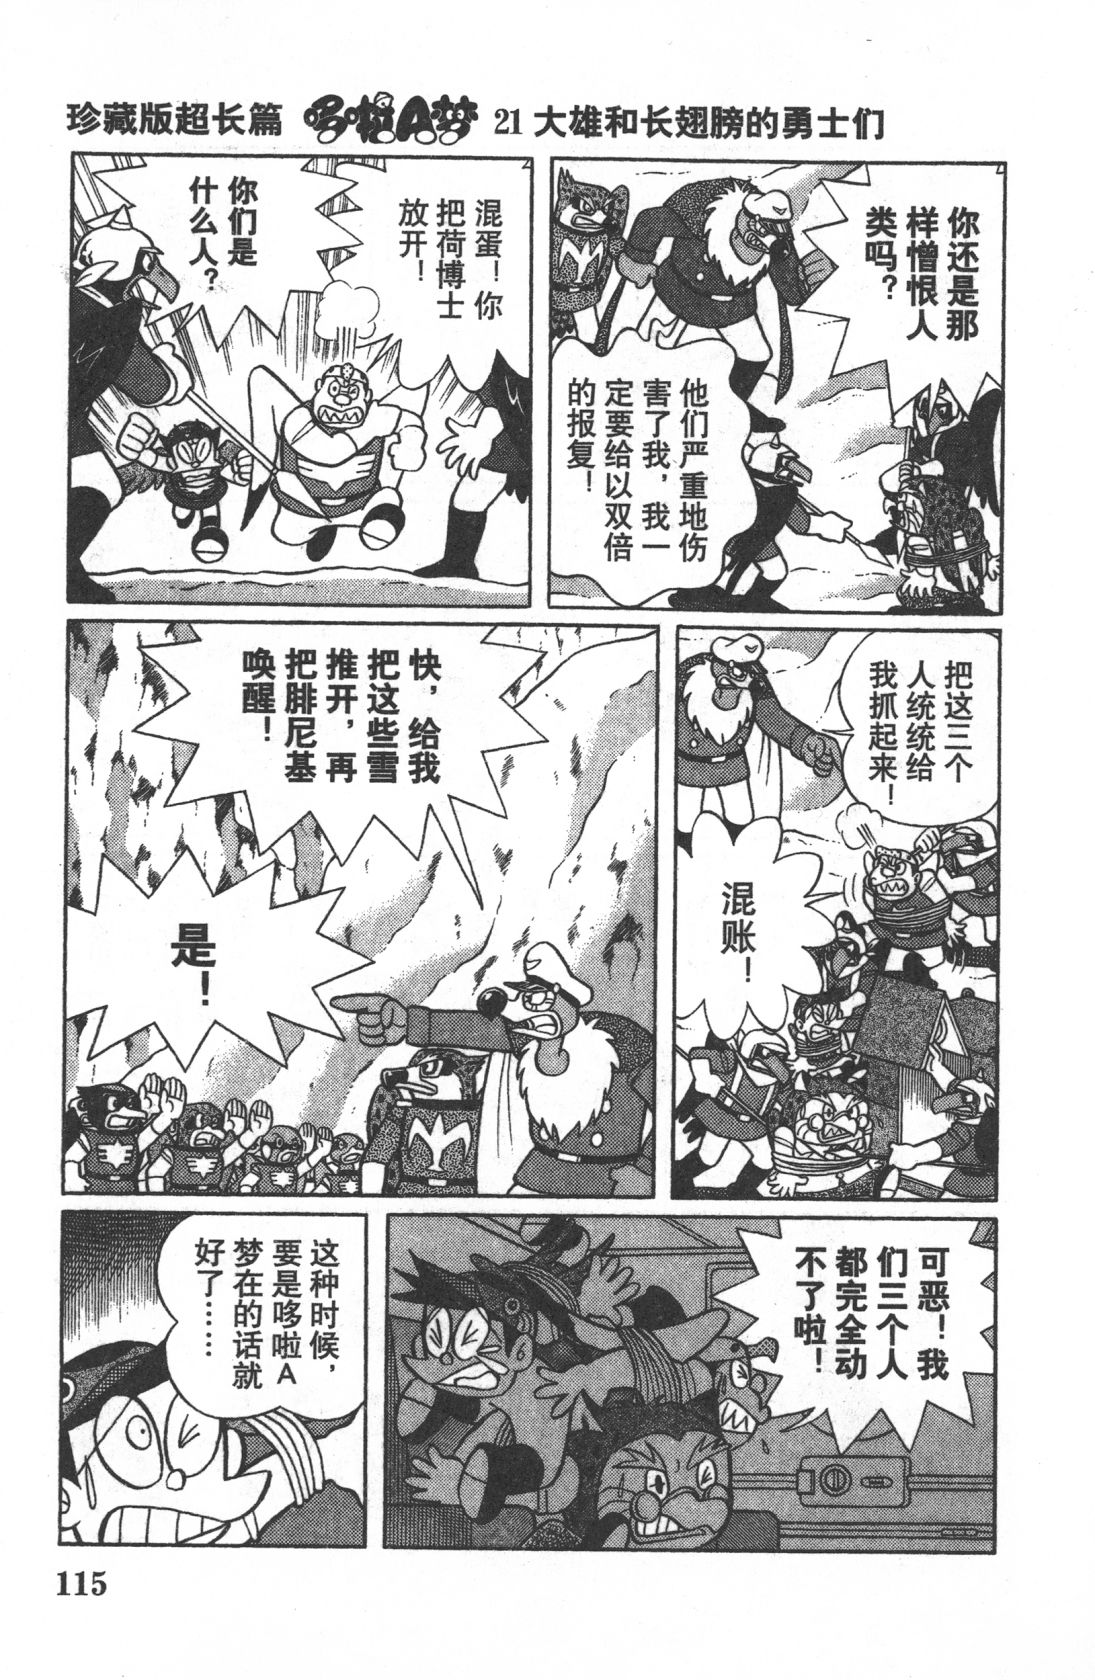 珍藏版超长篇 哆啦A梦 21 大雄和长翅膀的勇士们
你还是那
样憎恨人
类吗？
他们严重地伤
害了我，我一
定要给以双倍
的报复！
混蛋！你
把荷博士
放开！
你们是
什么人？
把这三个
人统统给
我抓起来！
混账！
快，给我
把这些雪
推开，再
把腓尼基
唤醒！
是！
可恶！我
们三个人
都完全动
不了啦！
这种时候，
要是哆啦A
梦在的话就
好了……
115